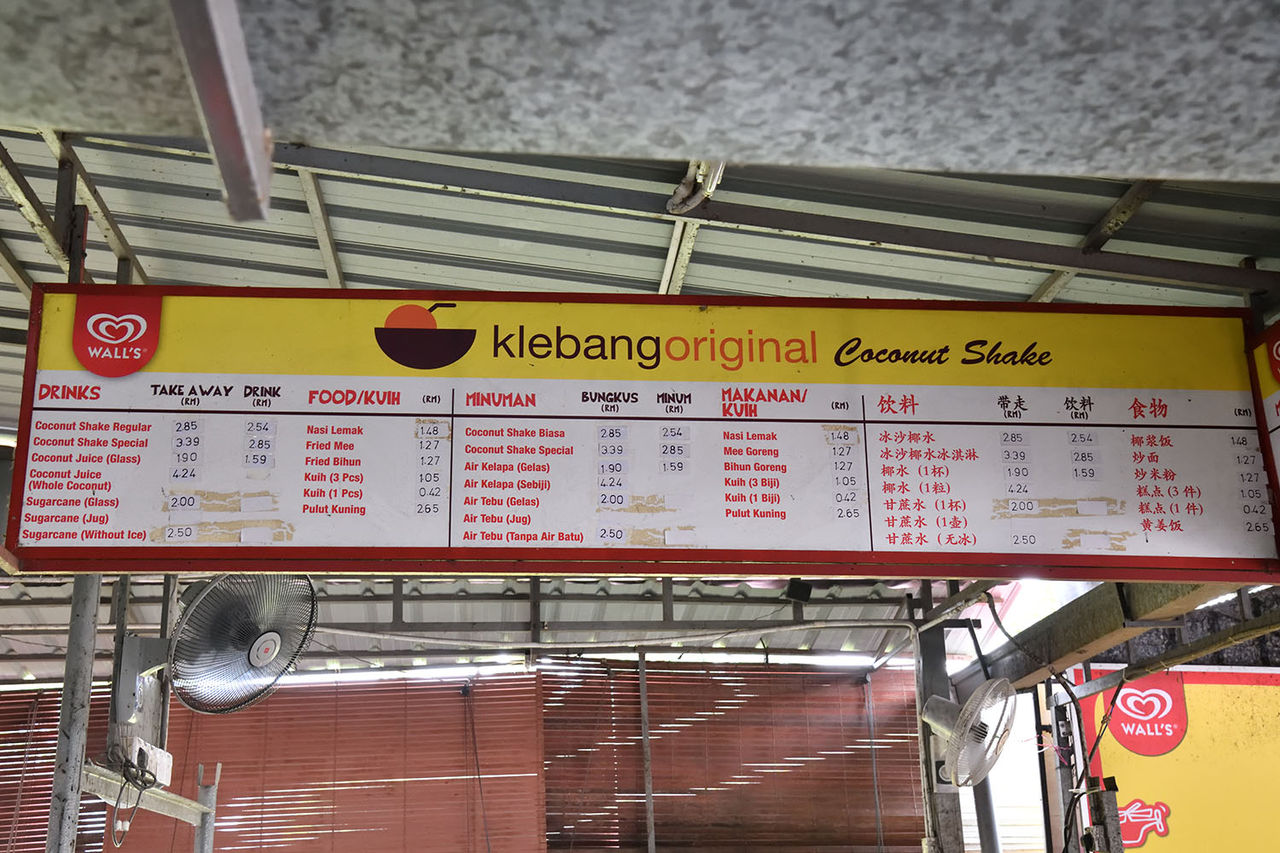 WALL'S
klebangoriginal Coconut Shake
DRINKS TAKE AWAY (RM) DRINK (RM) FOOD/KUIH (RM)
Coconut Shake Regular 2.85 2.54
Coconut Shake Special 3.39 2.85
Coconut Juice (Glass) 1.90 1.59
Coconut Juice
(Whole Coconut) 4.24
Sugarcane (Glass) 2.00
Sugarcane (Jug)
Sugarcane (Without Ice) 2.50
Nasi Lemak 1.48
Fried Mee 1.27
Fried Bihun 1.27
Kuih (3 Pcs) 1.05
Kuih (1 Pcs) 0.42
Pulut Kuning 2.65
MINUMAN BUNGKUS (RM) MINUM (RM) MAKANAN/
KUIH (RM)
Coconut Shake Biasa 2.85 2.54
Coconut Shake Special 3.39 2.85
Air Kelapa (Gelas) 1.90 1.59
Air Kelapa (Sebiji) 4.24
Air Tebu (Gelas) 2.00
Air Tebu (Jug)
Air Tebu (Tanpa Air Batu) 2.50
Nasi Lemak 1.48
Mee Goreng 1.27
Bihun Goreng 1.27
Kuih (3 Biji) 1.05
Kuih (1 Biji) 0.42
Pulut Kuning 2.65
饮料 带走 (RM) 饮料 (RM) 食物 (RM)
冰沙椰水 2.85 2.54
冰沙椰水冰淇淋 3.39 2.85
椰水 (1杯) 1.90 1.59
椰水 (1粒) 4.24
甘蔗水 (1杯) 2.00
甘蔗水 (1壶)
甘蔗水 (无冰) 2.50
椰浆饭 1.48
炒面 1.27
炒米粉 1.27
糕点 (3 件) 1.05
糕点 (1 件) 0.42
黄姜饭 2.65
WALL'S